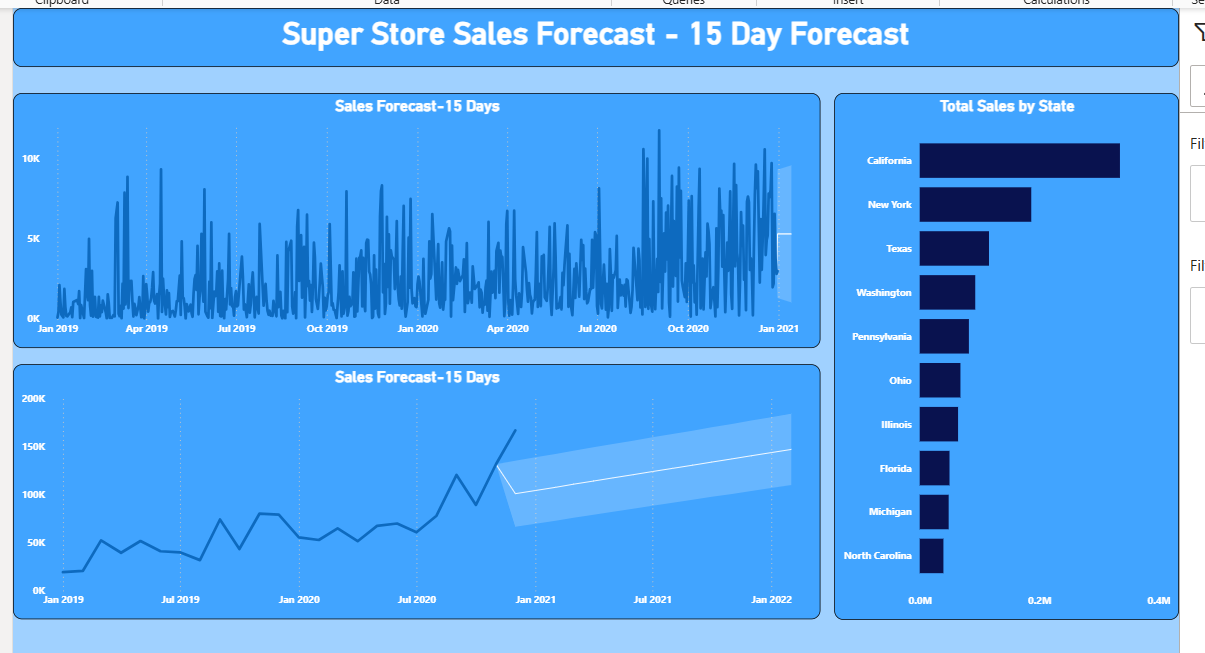 Clipboard Data Queries Insert Calculations
Super Store Sales Forecast - 15 Day Forecast
Sales Forecast-15 Days
10K
5K
0K
Jan 2019 Apr 2019 Jul 2019 Oct 2019 Jan 2020 Apr 2020 Jul 2020 Oct 2020 Jan 2021
Sales Forecast-15 Days
200K
150K
100K
50K
0K
Jan 2019 Jul 2019 Jan 2020 Jul 2020 Jan 2021 Jul 2021 Jan 2022
Total Sales by State
California
New York
Texas
Washington
Pennsylvania
Ohio
Illinois
Florida
Michigan
North Carolina
0.0M 0.2M 0.4M
Fil
Fil